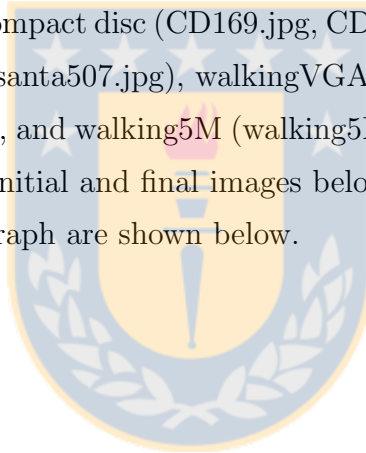 ompact disc (CD169.jpg, CD
santa507.jpg), walkingVGA
, and walking5M (walking5
nitial and final images belo
raph are shown below.